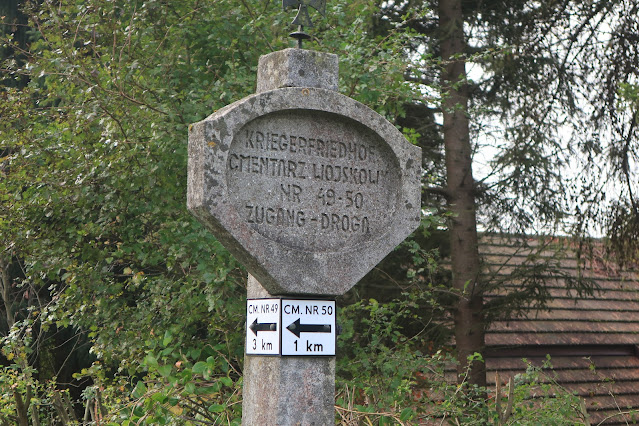 KRIEGERFRIEDHOF
CMENTARZ WOJSKOWY
NR 49-50
ZUGANG-DROGA
CM. NR 49
3 km
CM. NR 50
1 km